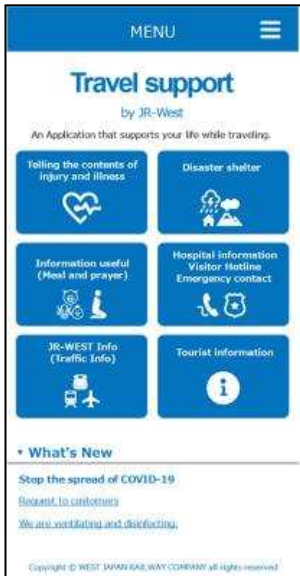 MENU
Travel support
by JR-West
An Application that supports your life while traveling.
Telling the contents of
injury and illness
Disaster shelter
Information useful
(Meal and prayer)
Hospital information
Visitor Hotline
Emergency contact
JR-WEST Info
(Traffic Info)
Tourist information
i
What's New
Stop the spread of COVID-19
Request to customers
We are ventilating and disinfecting.
Copyright © WEST JAPAN RAILWAY COMPANY all rights reserved